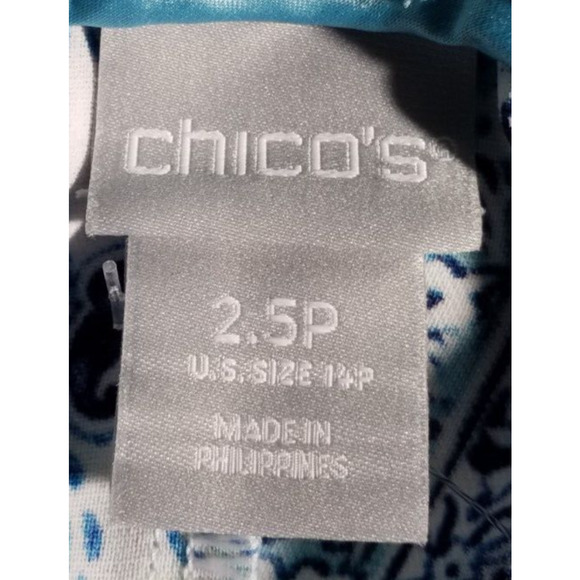 chico's®
2.5P
U.S. SIZE 14P
MADE IN
PHILIPPINES